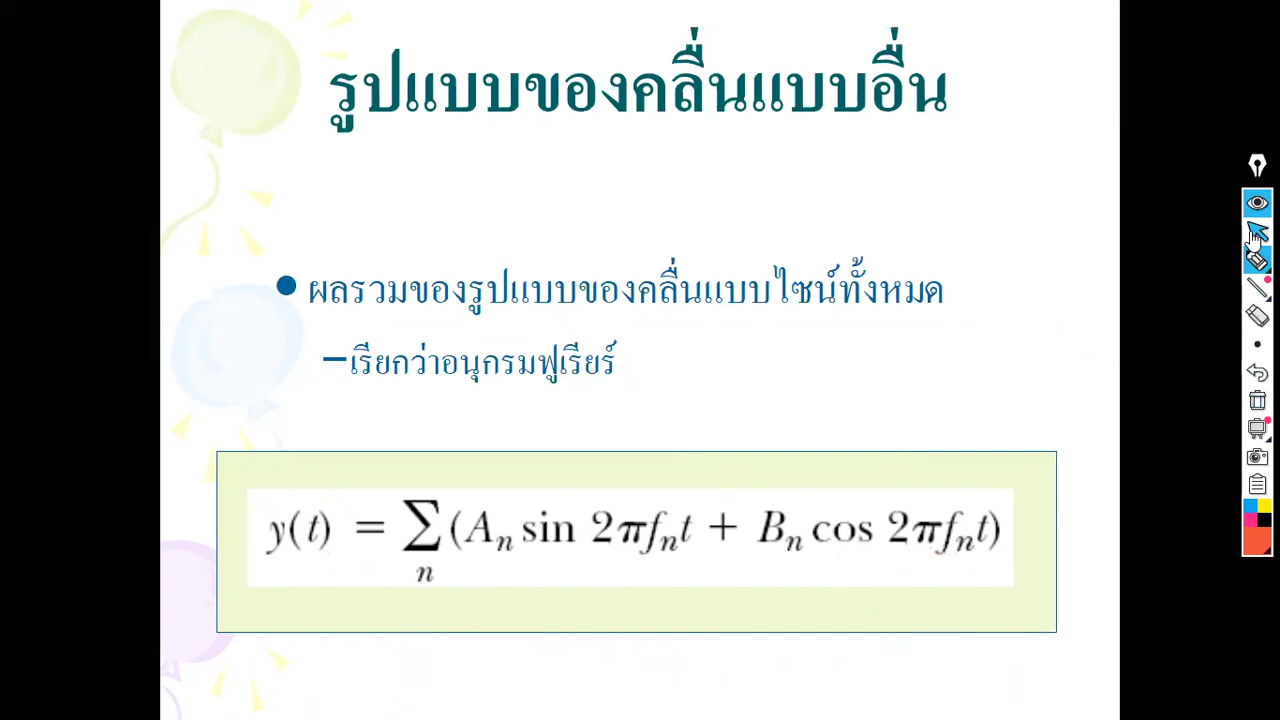 รูปแบบของคลื่นแบบอื่น
• ผลรวมของรูปแบบของคลื่นแบบไซน์ทั้งหมด
–เรียกว่าอนุกรมฟูเรียร์
y(t) = ∑ₙ (Aₙ sin 2πfₙt + Bₙ cos 2πfₙt)